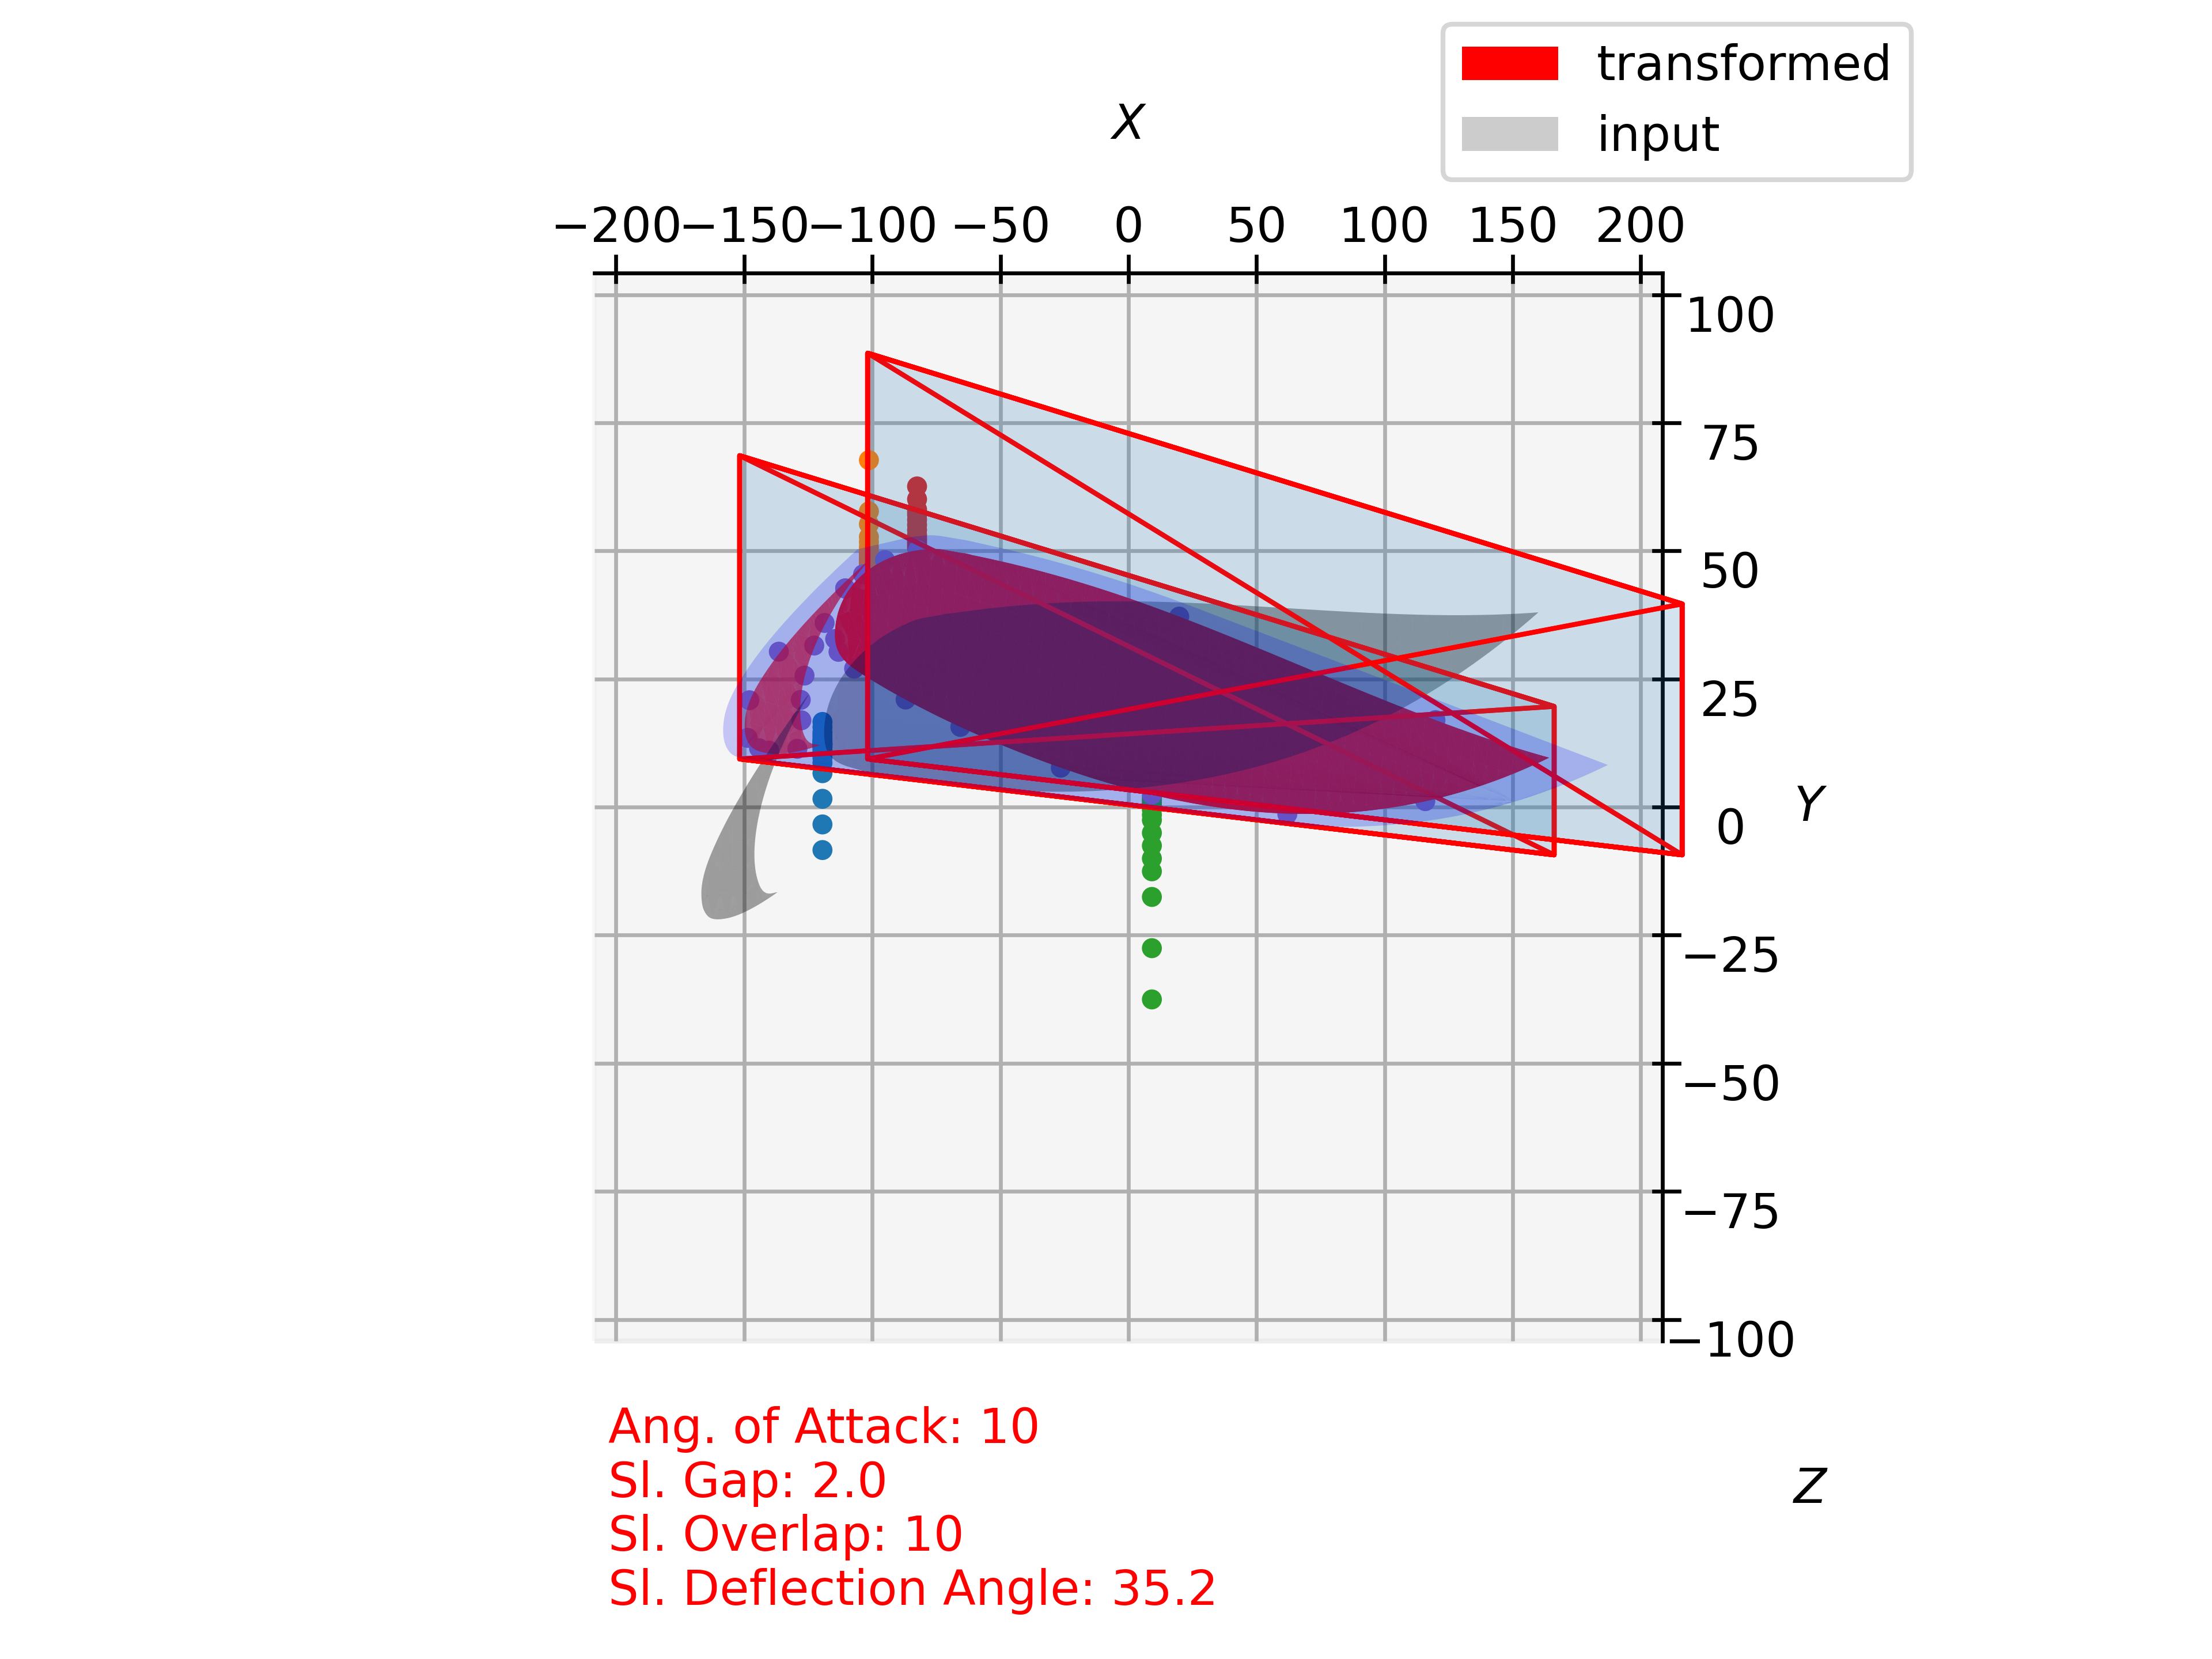 transformed
input
X
−200 −150 −100 −50 0 50 100 150 200
100
75
50
25
0
Y
−25
−50
−75
−100
Ang. of Attack: 10
Sl. Gap: 2.0
Z
Sl. Overlap: 10
Sl. Deflection Angle: 35.2